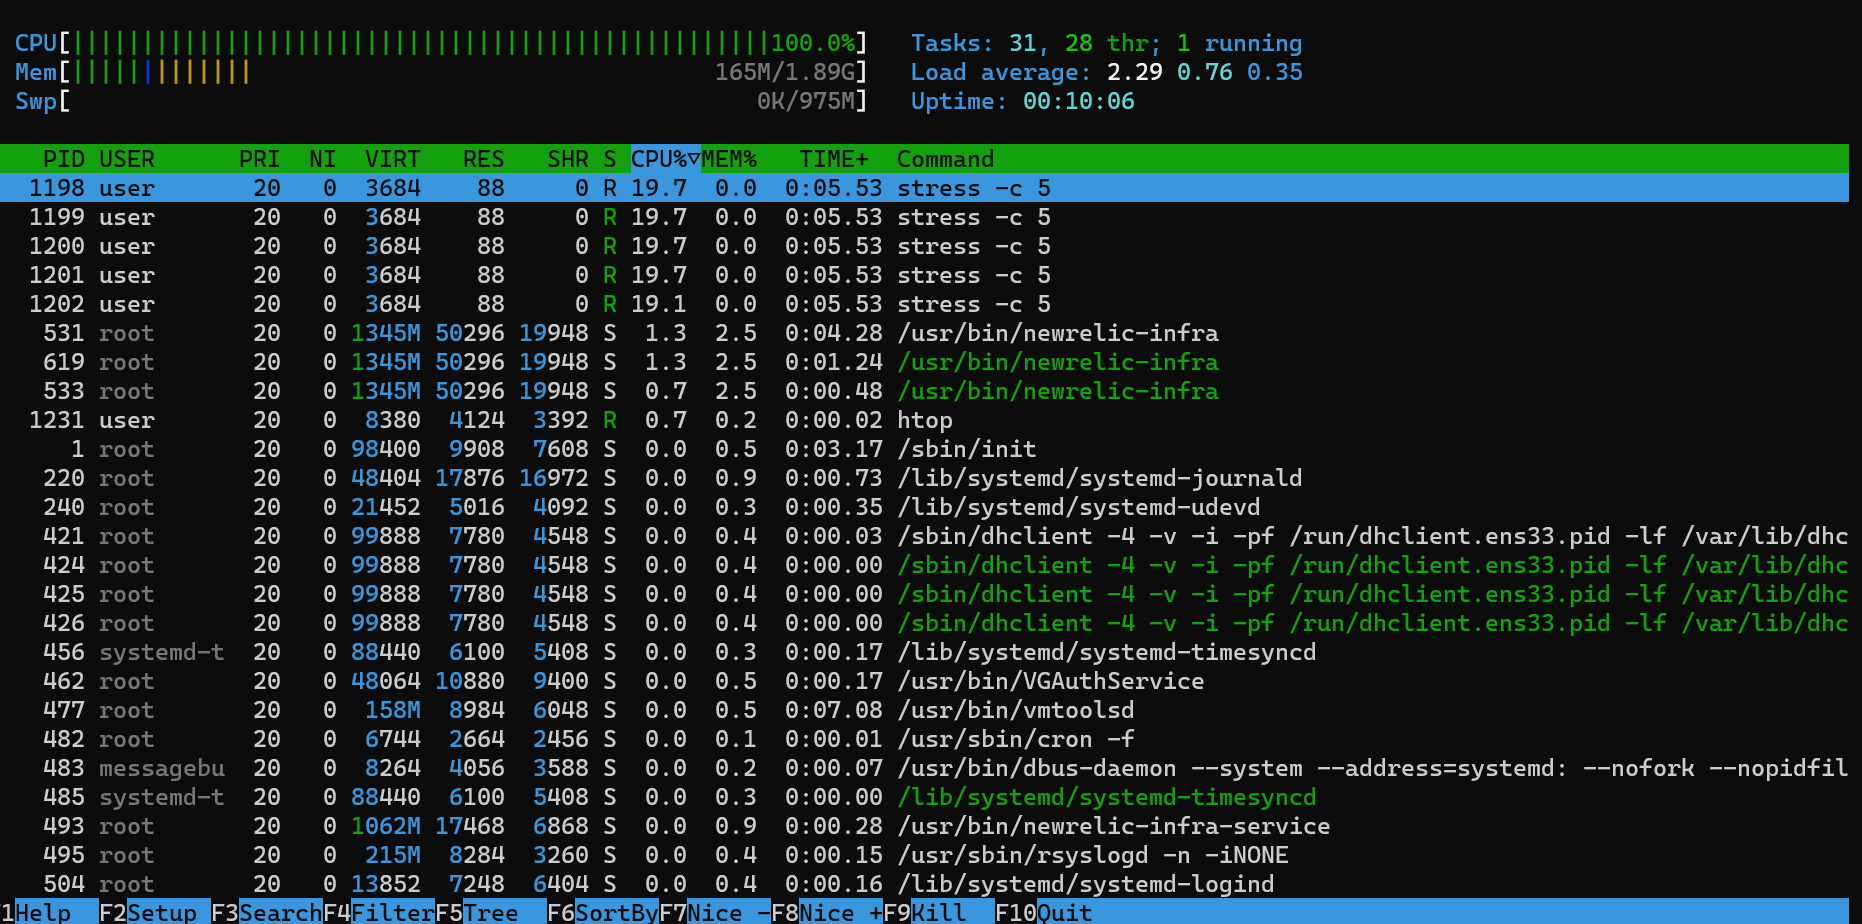 CPU[||||||||||||||||||||||||||||||||||||||||||||||||||100.0%]
Tasks: 31, 28 thr; 1 running
Mem[|||||||||||||                                 165M/1.89G]
Load average: 2.29 0.76 0.35
Swp[                                                 0K/975M]
Uptime: 00:10:06
PID USER      PRI  NI  VIRT   RES   SHR S CPU%▽MEM%   TIME+  Command
1198 user       20   0  3684    88     0 R 19.7  0.0  0:05.53 stress -c 5
1199 user       20   0  3684    88     0 R 19.7  0.0  0:05.53 stress -c 5
1200 user       20   0  3684    88     0 R 19.7  0.0  0:05.53 stress -c 5
1201 user       20   0  3684    88     0 R 19.7  0.0  0:05.53 stress -c 5
1202 user       20   0  3684    88     0 R 19.1  0.0  0:05.53 stress -c 5
531 root       20   0 1345M 50296 19948 S  1.3  2.5  0:04.28 /usr/bin/newrelic-infra
619 root       20   0 1345M 50296 19948 S  1.3  2.5  0:01.24 /usr/bin/newrelic-infra
533 root       20   0 1345M 50296 19948 S  0.7  2.5  0:00.48 /usr/bin/newrelic-infra
1231 user       20   0  8380  4124  3392 R  0.7  0.2  0:00.02 htop
1 root       20   0 98400  9908  7608 S  0.0  0.5  0:03.17 /sbin/init
220 root       20   0 48404 17876 16972 S  0.0  0.9  0:00.73 /lib/systemd/systemd-journald
240 root       20   0 21452  5016  4092 S  0.0  0.3  0:00.35 /lib/systemd/systemd-udevd
421 root       20   0 99888  7780  4548 S  0.0  0.4  0:00.03 /sbin/dhclient -4 -v -i -pf /run/dhclient.ens33.pid -lf /var/lib/dhc
424 root       20   0 99888  7780  4548 S  0.0  0.4  0:00.00 /sbin/dhclient -4 -v -i -pf /run/dhclient.ens33.pid -lf /var/lib/dhc
425 root       20   0 99888  7780  4548 S  0.0  0.4  0:00.00 /sbin/dhclient -4 -v -i -pf /run/dhclient.ens33.pid -lf /var/lib/dhc
426 root       20   0 99888  7780  4548 S  0.0  0.4  0:00.00 /sbin/dhclient -4 -v -i -pf /run/dhclient.ens33.pid -lf /var/lib/dhc
456 systemd-t  20   0 88440  6100  5408 S  0.0  0.3  0:00.17 /lib/systemd/systemd-timesyncd
462 root       20   0 48064 10880  9400 S  0.0  0.5  0:00.17 /usr/bin/VGAuthService
477 root       20   0  158M  8984  6048 S  0.0  0.5  0:07.08 /usr/bin/vmtoolsd
482 root       20   0  6744  2664  2456 S  0.0  0.1  0:00.01 /usr/sbin/cron -f
483 messagebu  20   0  8264  4056  3588 S  0.0  0.2  0:00.07 /usr/bin/dbus-daemon --system --address=systemd: --nofork --nopidfil
485 systemd-t  20   0 88440  6100  5408 S  0.0  0.3  0:00.00 /lib/systemd/systemd-timesyncd
493 root       20   0 1062M 17468  6868 S  0.0  0.9  0:00.28 /usr/bin/newrelic-infra-service
495 root       20   0  215M  8284  3260 S  0.0  0.4  0:00.15 /usr/sbin/rsyslogd -n -iNONE
504 root       20   0 13852  7248  6404 S  0.0  0.4  0:00.16 /lib/systemd/systemd-logind
1Help  F2Setup F3SearchF4FilterF5Tree  F6SortByF7Nice -F8Nice +F9Kill  F10Quit